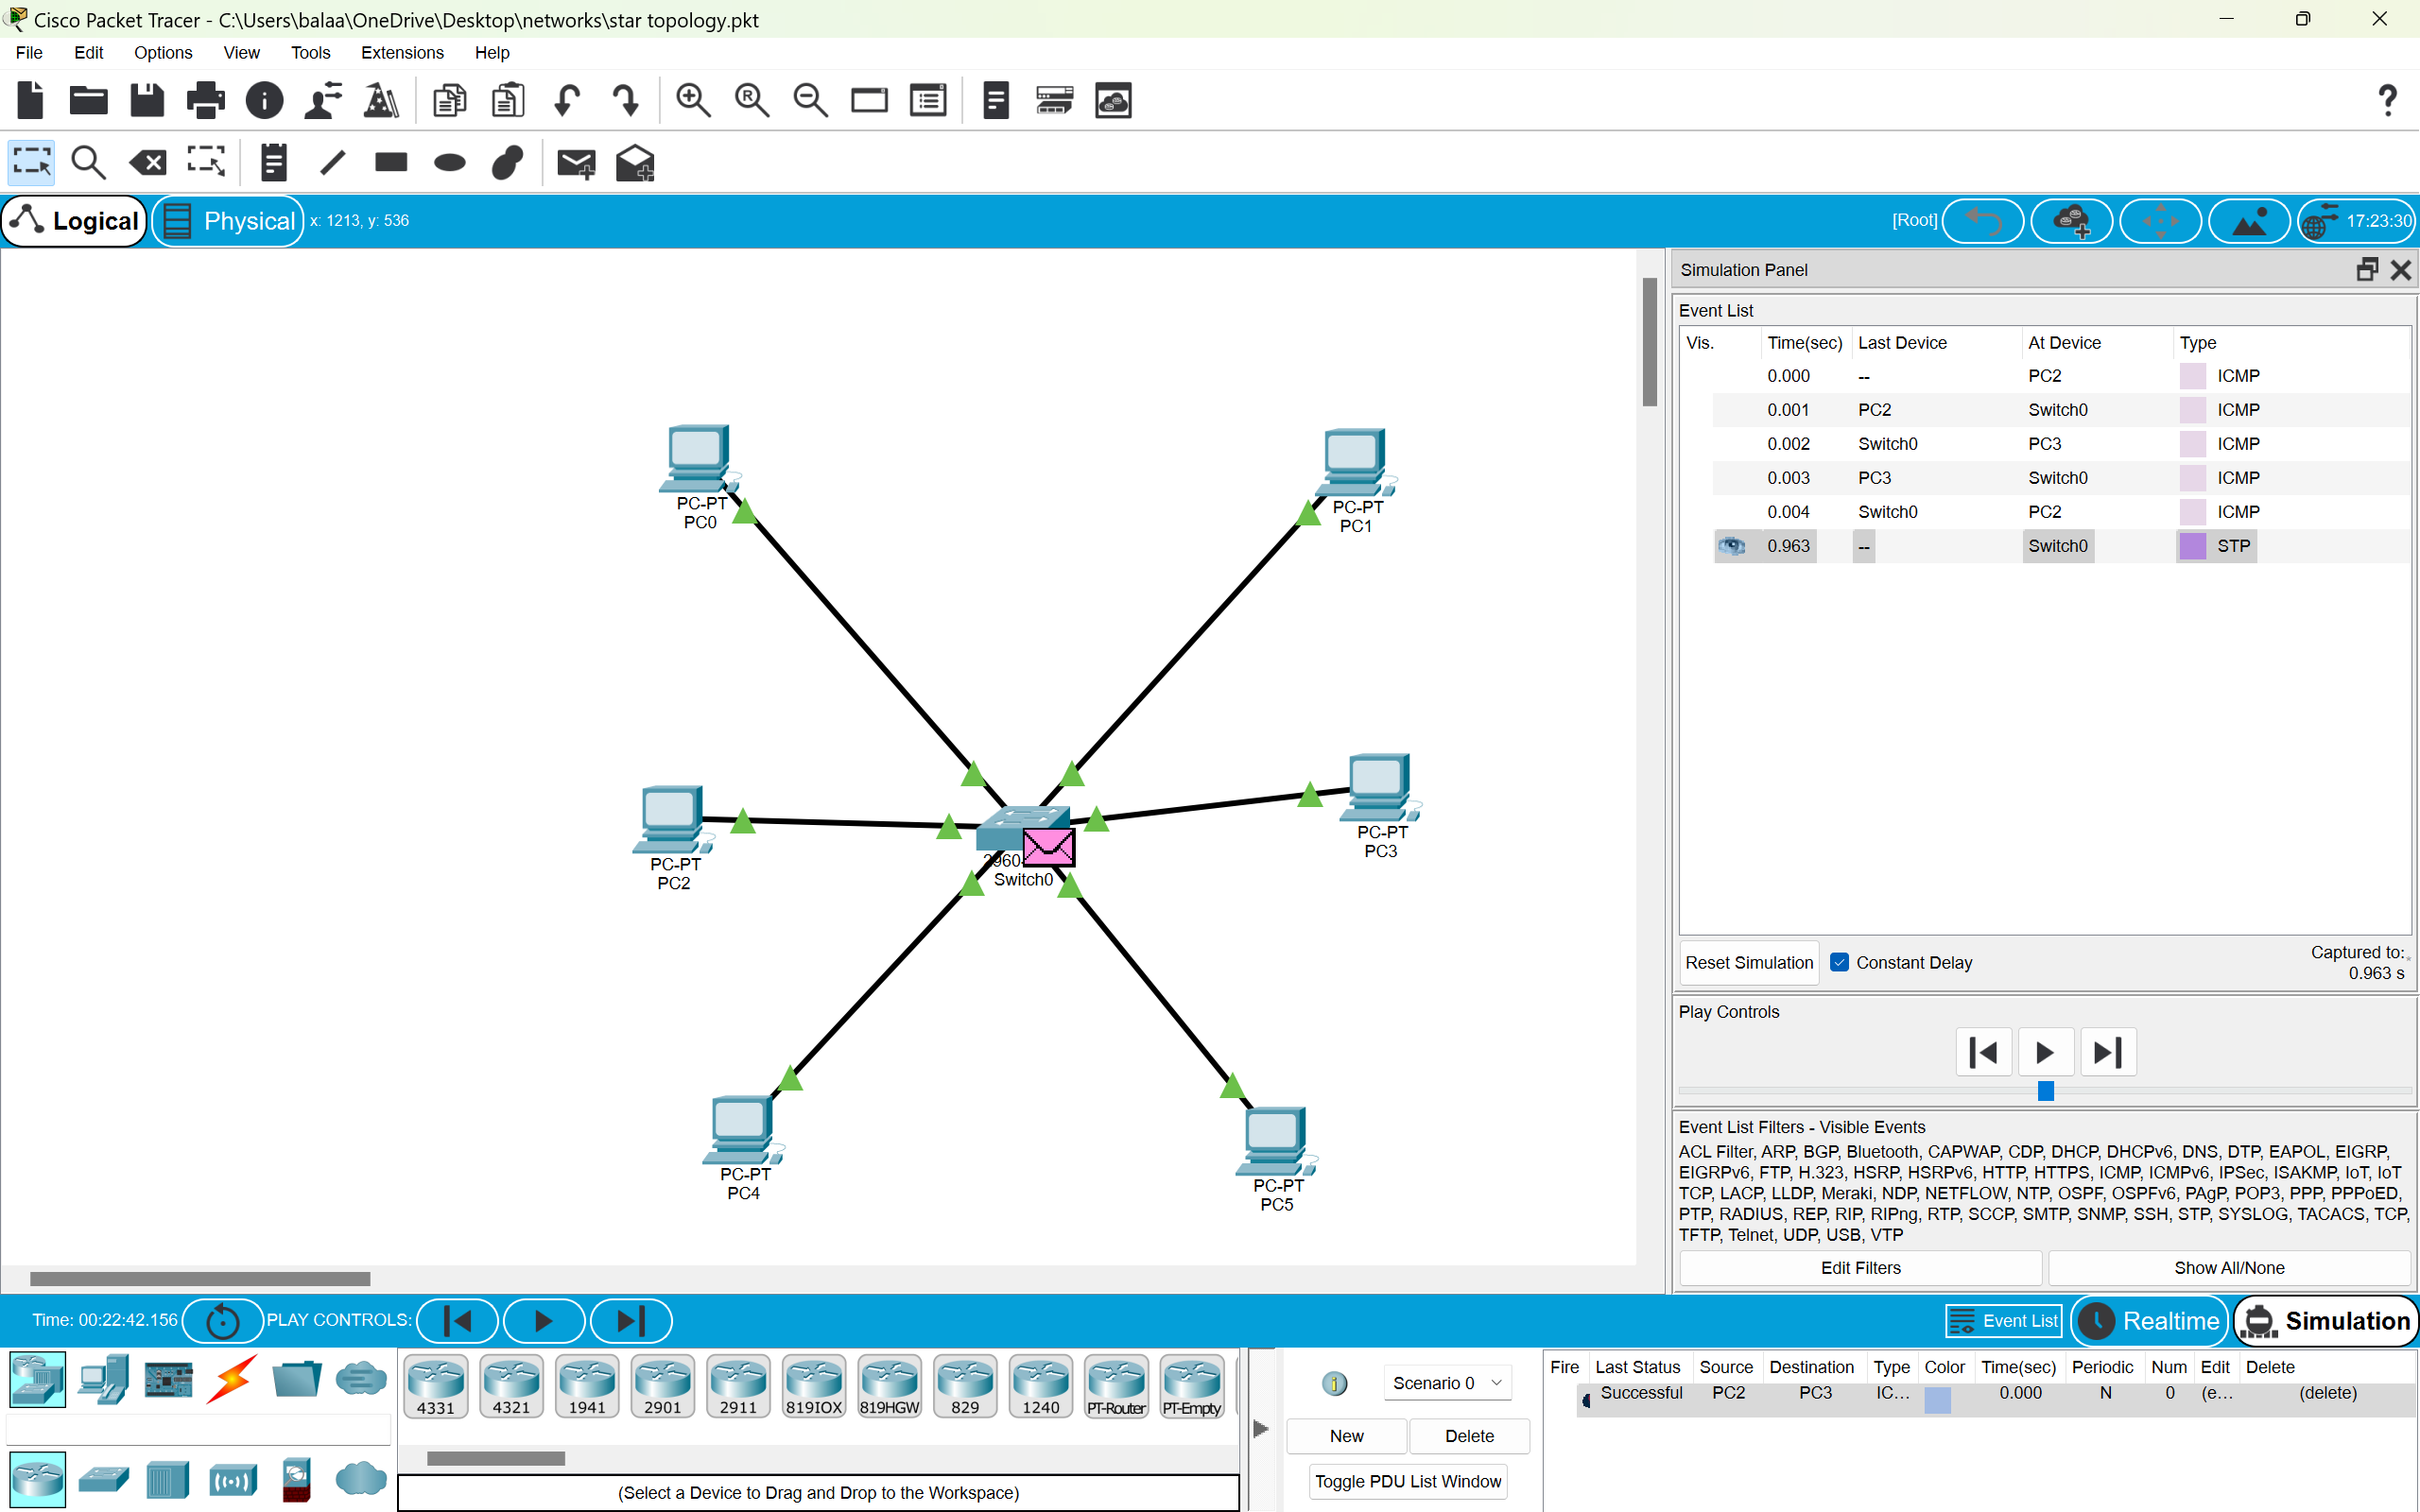 Cisco Packet Tracer - C:\Users\balaa\OneDrive\Desktop\networks\star topology.pkt
File Edit Options View Tools Extensions Help
Logical Physical x: 1213, y: 536 [Root] 17:23:30
Simulation Panel
Event List
Vis. Time(sec) Last Device At Device Type
0.000 -- PC2 ICMP
0.001 PC2 Switch0 ICMP
0.002 Switch0 PC3 ICMP
0.003 PC3 Switch0 ICMP
0.004 Switch0 PC2 ICMP
0.963 -- Switch0 STP
PC-PT
PC0
PC-PT
PC1
PC-PT
PC2
2960
Switch0
PC-PT
PC3
PC-PT
PC4
PC-PT
PC5
Reset Simulation Constant Delay Captured to:
0.963 s
Play Controls
Event List Filters - Visible Events
ACL Filter, ARP, BGP, Bluetooth, CAPWAP, CDP, DHCP, DHCPv6, DNS, DTP, EAPOL, EIGRP,
EIGRPv6, FTP, H.323, HSRP, HSRPv6, HTTP, HTTPS, ICMP, ICMPv6, IPSec, ISAKMP, IoT, IoT
TCP, LACP, LLDP, Meraki, NDP, NETFLOW, NTP, OSPF, OSPFv6, PAgP, POP3, PPP, PPPoED,
PTP, RADIUS, REP, RIP, RIPng, RTP, SCCP, SMTP, SNMP, SSH, STP, SYSLOG, TACACS, TCP,
TFTP, Telnet, UDP, USB, VTP
Edit Filters Show All/None
Time: 00:22:42.156 PLAY CONTROLS: Event List Realtime Simulation
4331 4321 1941 2901 2911 819IOX 819HGW 829 1240 PT-Router PT-Empty
(Select a Device to Drag and Drop to the Workspace)
Scenario 0
New Delete
Toggle PDU List Window
Fire Last Status Source Destination Type Color Time(sec) Periodic Num Edit Delete
Successful PC2 PC3 IC... 0.000 N 0 (e... (delete)